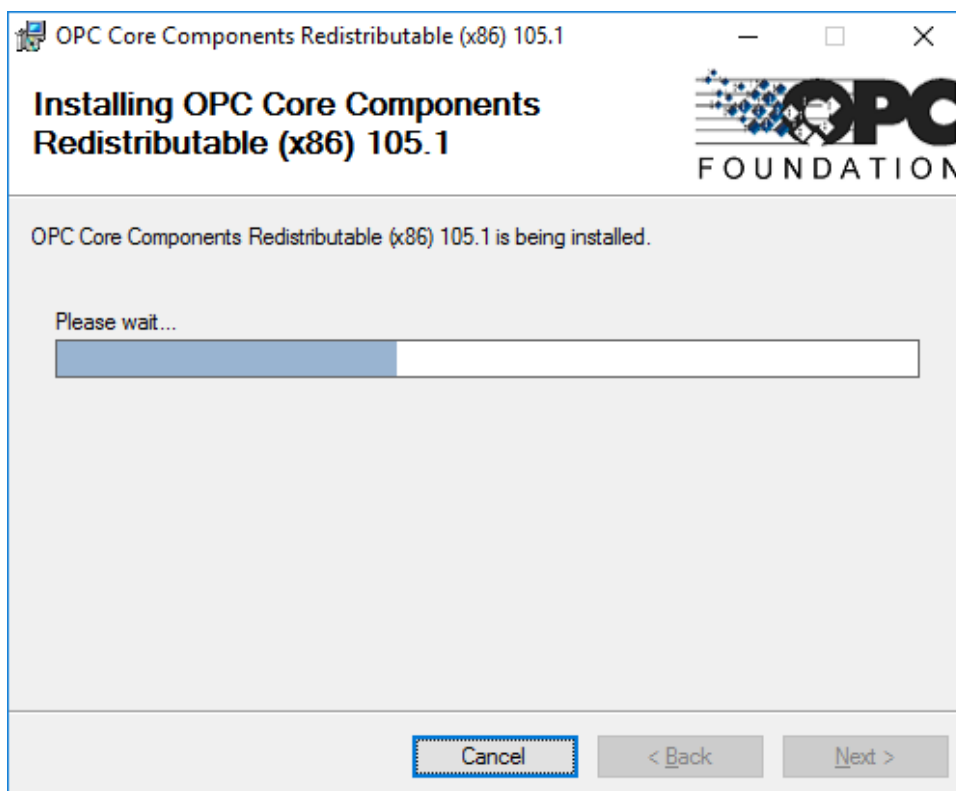 OPC Core Components Redistributable (x86) 105.1
Installing OPC Core Components
Redistributable (x86) 105.1
OPC
FOUNDATION
OPC Core Components Redistributable (x86) 105.1 is being installed.
Please wait...
Cancel
< Back
Next >